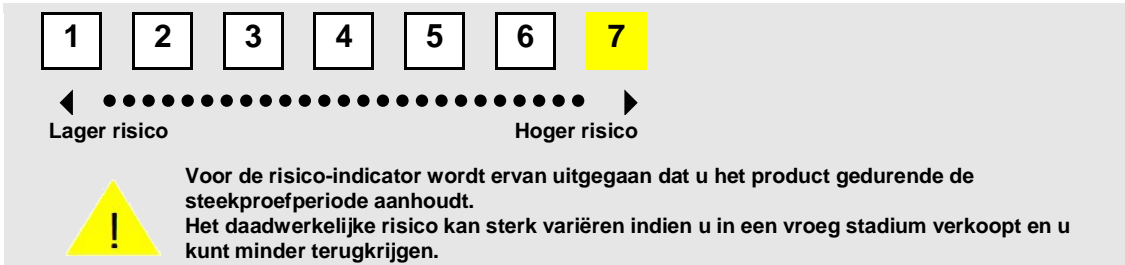 1 2 3 4 5 6 7
Lager risico Hoger risico
Voor de risico-indicator wordt ervan uitgegaan dat u het product gedurende de
steekproefperiode aanhoudt.
Het daadwerkelijke risico kan sterk variëren indien u in een vroeg stadium verkoopt en u
kunt minder terugkrijgen.
!